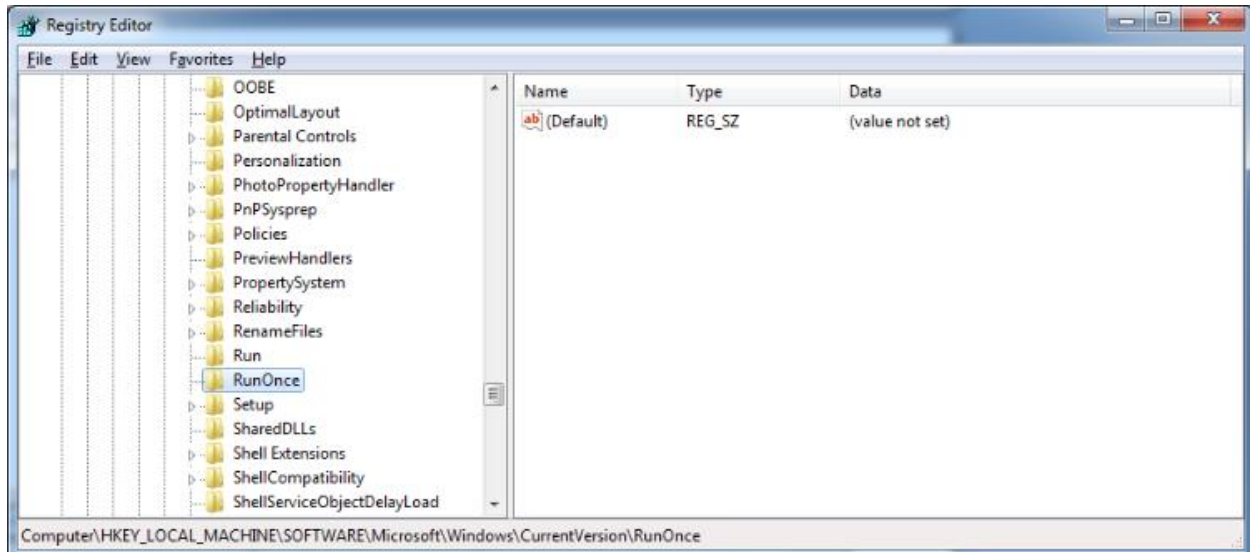 Registry Editor
File Edit View Favorites Help
OOBE
OptimalLayout
Parental Controls
Personalization
PhotoPropertyHandler
PnPSysprep
Policies
PreviewHandlers
PropertySystem
Reliability
RenameFiles
Run
RunOnce
Setup
SharedDLLs
Shell Extensions
ShellCompatibility
ShellServiceObjectDelayLoad
Name Type Data
ab (Default) REG_SZ (value not set)
Computer\HKEY_LOCAL_MACHINE\SOFTWARE\Microsoft\Windows\CurrentVersion\RunOnce